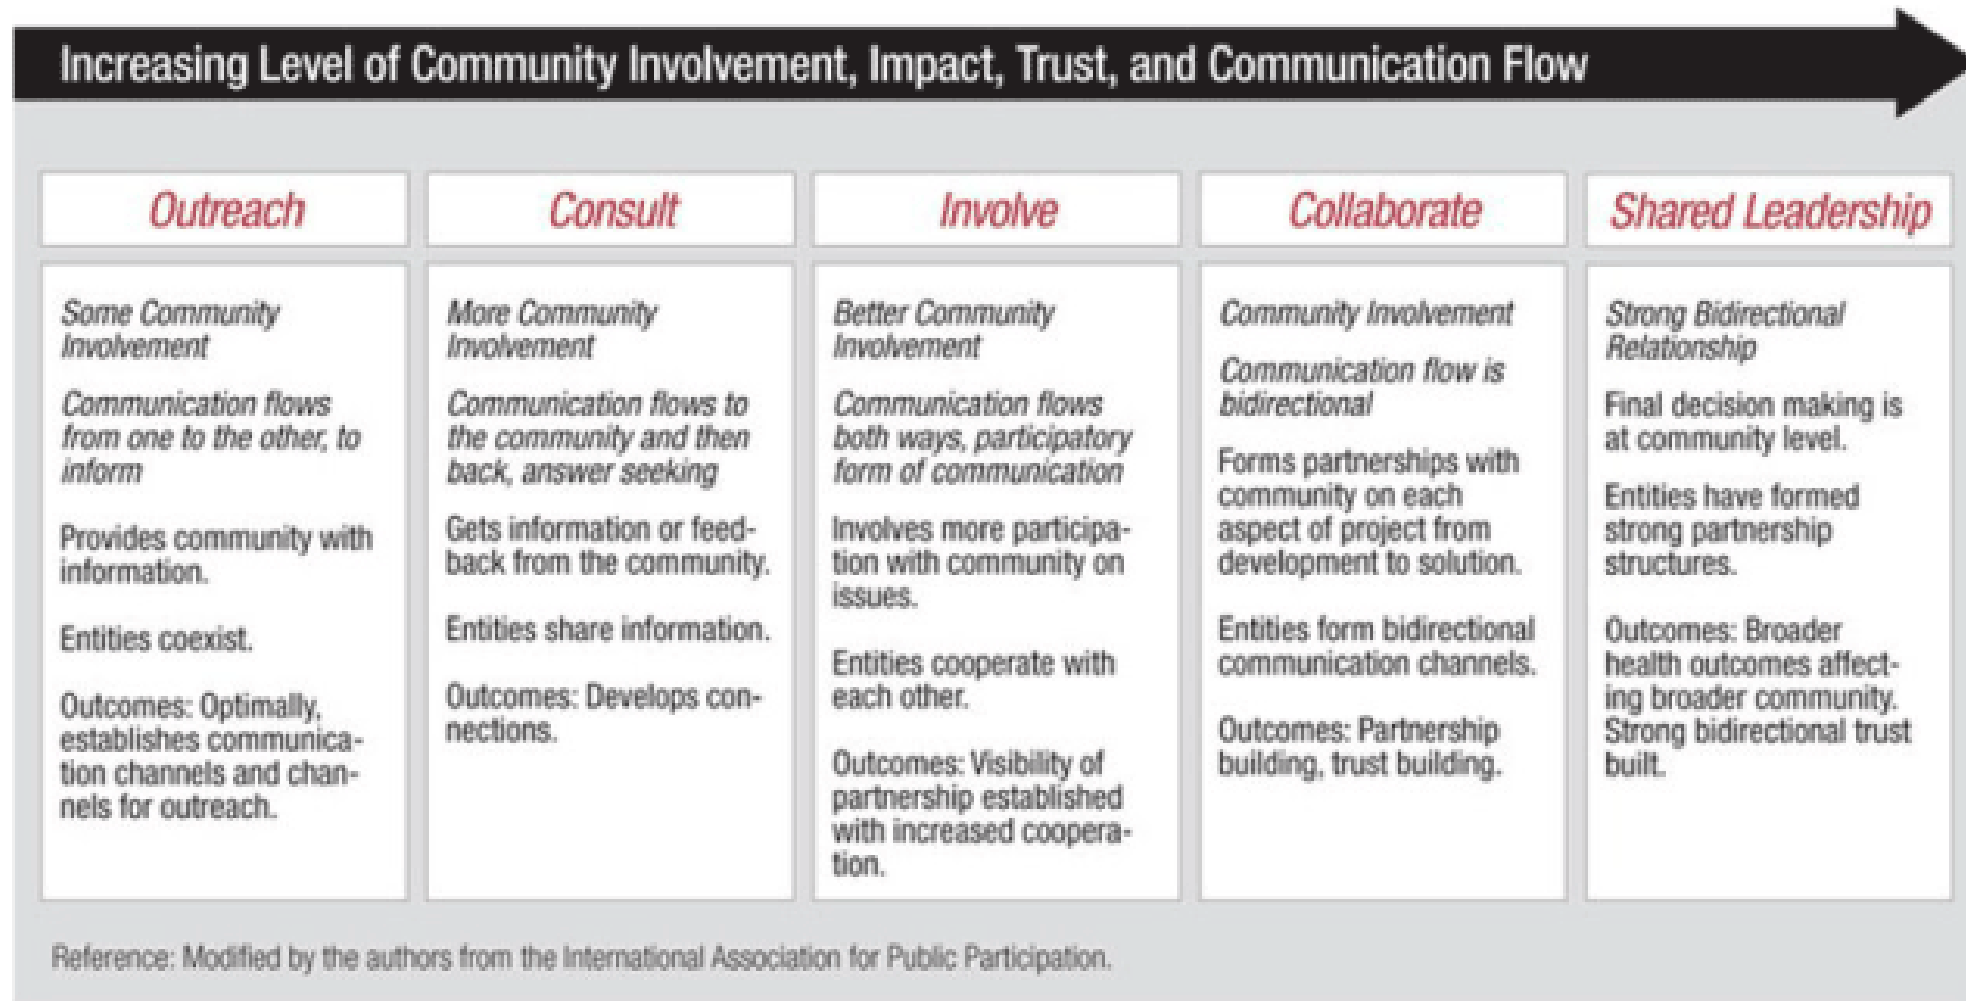 Increasing Level of Community Involvement, Impact, Trust, and Communication Flow
Outreach
Some Community
Involvement
Communication flows
from one to the other, to
inform
Provides community with
information.
Entities coexist.
Outcomes: Optimally,
establishes communica-
tion channels and chan-
nels for outreach.
Consult
More Community
Involvement
Communication flows to
the community and then
back, answer seeking
Gets information or feed-
back from the community.
Entities share information.
Outcomes: Develops con-
nections.
Involve
Better Community
Involvement
Communication flows
both ways, participatory
form of communication
Involves more participa-
tion with community on
issues.
Entities cooperate with
each other.
Outcomes: Visibility of
partnership established
with increased coopera-
tion.
Collaborate
Community Involvement
Communication flow is
bidirectional
Forms partnerships with
community on each
aspect of project from
development to solution.
Entities form bidirectional
communication channels.
Outcomes: Partnership
building, trust building.
Shared Leadership
Strong Bidirectional
Relationship
Final decision making is
at community level.
Entities have formed
strong partnership
structures.
Outcomes: Broader
health outcomes affect-
ing broader community.
Strong bidirectional trust
built.
Reference: Modified by the authors from the International Association for Public Participation.